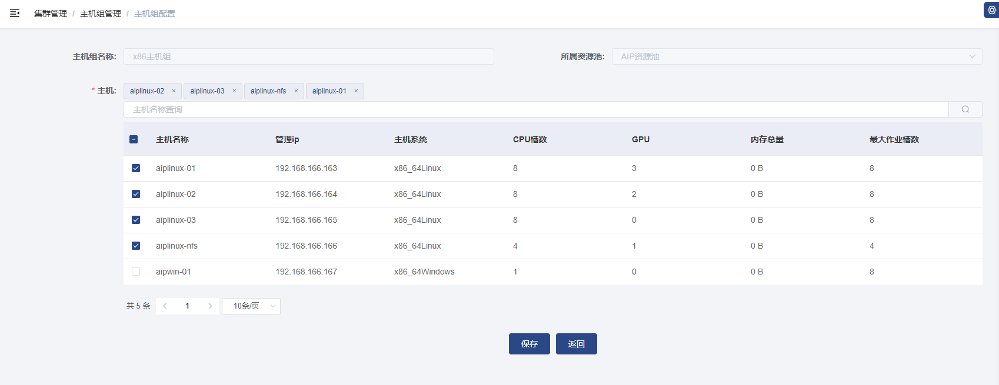 集群管理 / 主机组管理 / 主机组配置
主机组名称: x86主机组 所属资源池: AIP资源池
* 主机: aiplinux-02 × aiplinux-03 × aiplinux-nfs × aiplinux-01 ×
主机名称查询
主机名称 管理ip 主机系统 CPU槽数 GPU 内存总量 最大作业槽数
aiplinux-01 192.168.166.163 x86_64Linux 8 3 0 B 8
aiplinux-02 192.168.166.164 x86_64Linux 8 2 0 B 8
aiplinux-03 192.168.166.165 x86_64Linux 8 0 0 B 8
aiplinux-nfs 192.168.166.166 x86_64Linux 4 1 0 B 4
aipwin-01 192.168.166.167 x86_64Windows 1 0 0 B 8
共 5 条 1 10条/页
保存 返回